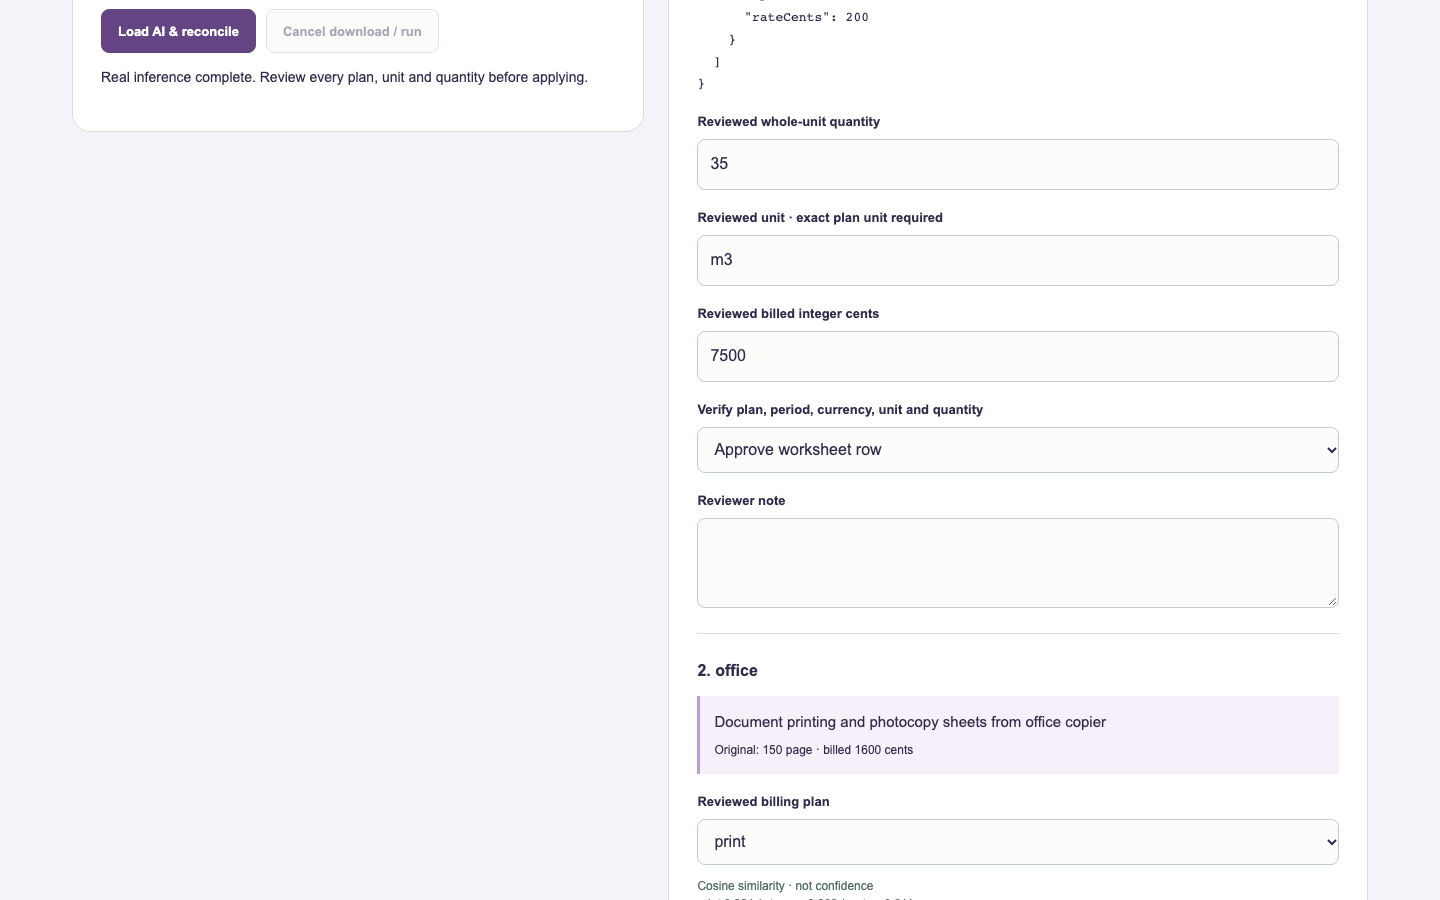 Load AI & reconcile
Cancel download / run
Real inference complete. Review every plan, unit and quantity before applying.
"rateCents": 200
}
]
}
Reviewed whole-unit quantity
35
Reviewed unit · exact plan unit required
m3
Reviewed billed integer cents
7500
Verify plan, period, currency, unit and quantity
Approve worksheet row
Reviewer note
2. office
Document printing and photocopy sheets from office copier
Original: 150 page · billed 1600 cents
Reviewed billing plan
print
Cosine similarity · not confidence